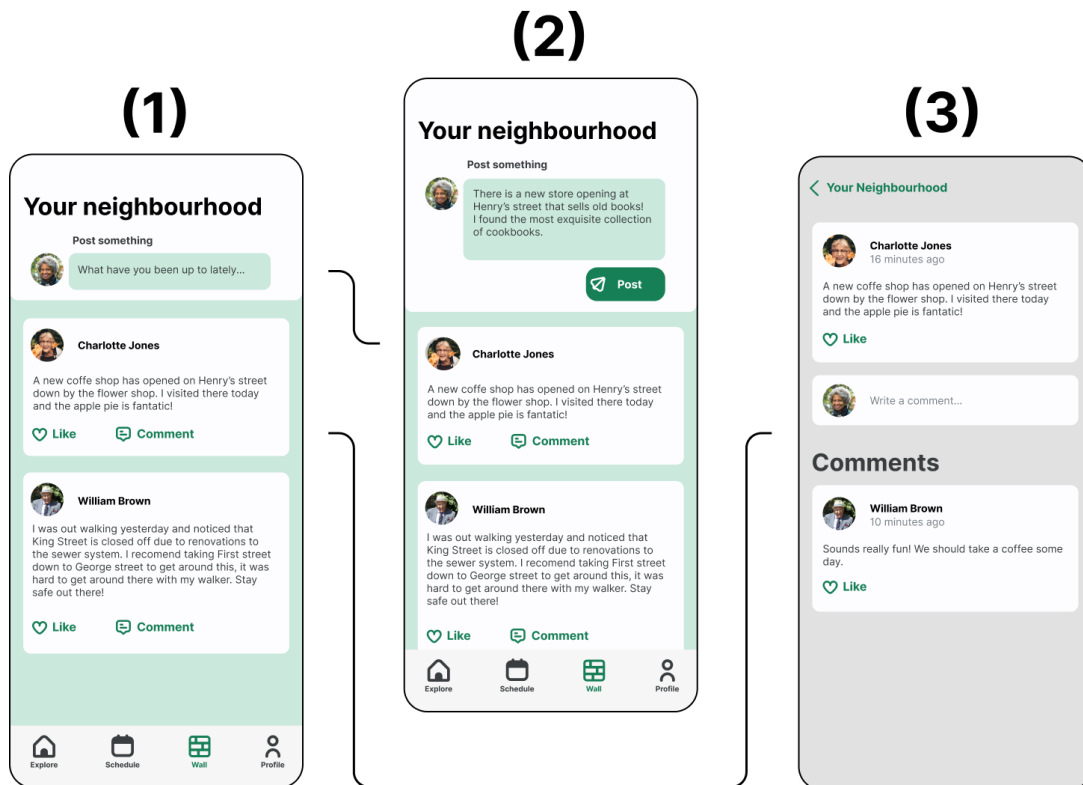 (1)
Your neighbourhood
Post something
What have you been up to lately...
Charlotte Jones
A new coffe shop has opened on Henry's street
down by the flower shop. I visited there today
and the apple pie is fantatic!
Like
Comment
William Brown
I was out walking yesterday and noticed that
King Street is closed off due to renovations to
the sewer system. I recomend taking First street
down to George street to get around this, it was
hard to get around there with my walker. Stay
safe out there!
Like
Comment
Explore
Schedule
Wall
Profile
(2)
Your neighbourhood
Post something
There is a new store opening at
Henry's street that sells old books!
I found the most exquisite collection
of cookbooks.
Post
Charlotte Jones
A new coffe shop has opened on Henry's street
down by the flower shop. I visited there today
and the apple pie is fantatic!
Like
Comment
William Brown
I was out walking yesterday and noticed that
King Street is closed off due to renovations to
the sewer system. I recomend taking First street
down to George street to get around this, it was
hard to get around there with my walker. Stay
safe out there!
Like
Comment
Explore
Schedule
Wall
Profile
(3)
Your Neighbourhood
Charlotte Jones
16 minutes ago
A new coffe shop has opened on Henry's street
down by the flower shop. I visited there today
and the apple pie is fantatic!
Like
Write a comment...
Comments
William Brown
10 minutes ago
Sounds really fun! We should take a coffee some
day.
Like